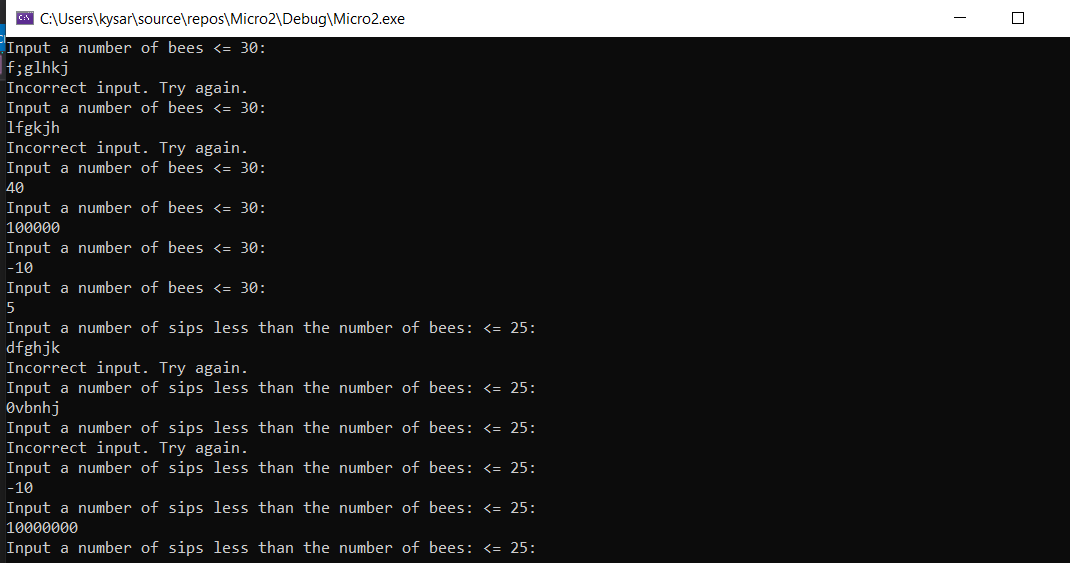 C:\Users\kysar\source\repos\Micro2\Debug\Micro2.exe
Input a number of bees <= 30:
f;glhkj
Incorrect input. Try again.
Input a number of bees <= 30:
lfgkjh
Incorrect input. Try again.
Input a number of bees <= 30:
40
Input a number of bees <= 30:
100000
Input a number of bees <= 30:
-10
Input a number of bees <= 30:
5
Input a number of sips less than the number of bees: <= 25:
dfghjk
Incorrect input. Try again.
Input a number of sips less than the number of bees: <= 25:
0vbnhj
Input a number of sips less than the number of bees: <= 25:
Incorrect input. Try again.
Input a number of sips less than the number of bees: <= 25:
-10
Input a number of sips less than the number of bees: <= 25:
10000000
Input a number of sips less than the number of bees: <= 25: